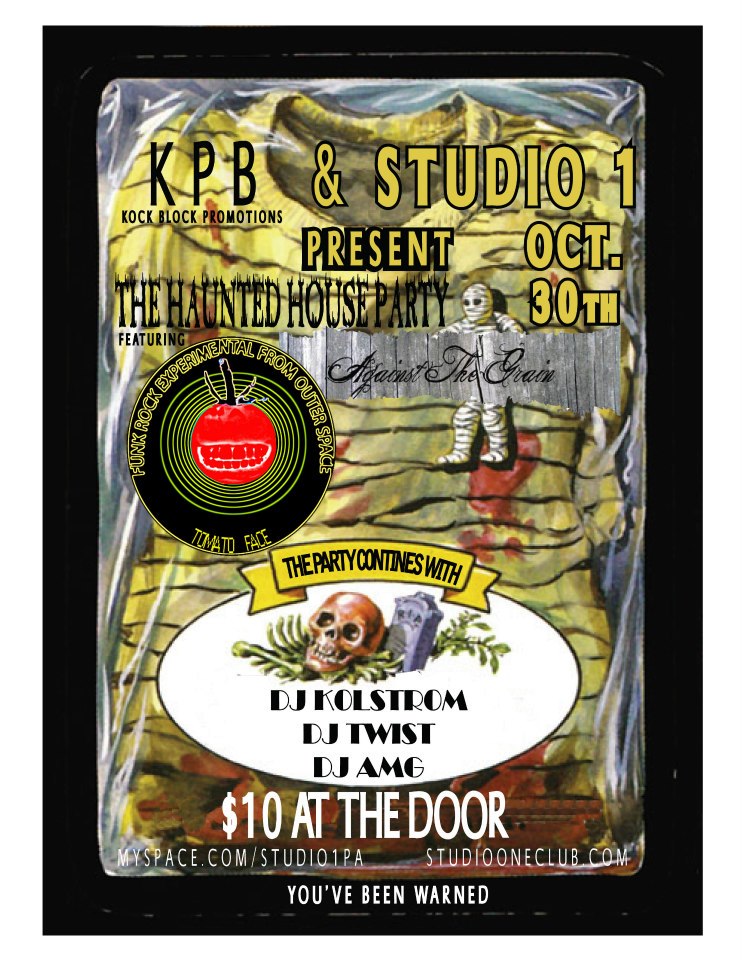 KPB & STUDIO 1
KOCK BLOCK PROMOTIONS
PRESENT OCT.
THE HAUNTED HOUSE PARTY 30TH
FEATURING
Against The Grain
FUNK ROCK EXPERIMENTAL FROM OUTER SPACE
TOMATO FACE
THE PARTY CONTINES WITH
DJ KOLSTROM
DJ TWIST
DJ AMG
$10 AT THE DOOR
MYSPACE.COM/STUDIO1PA STUDIOONECLUB.COM
YOU'VE BEEN WARNED